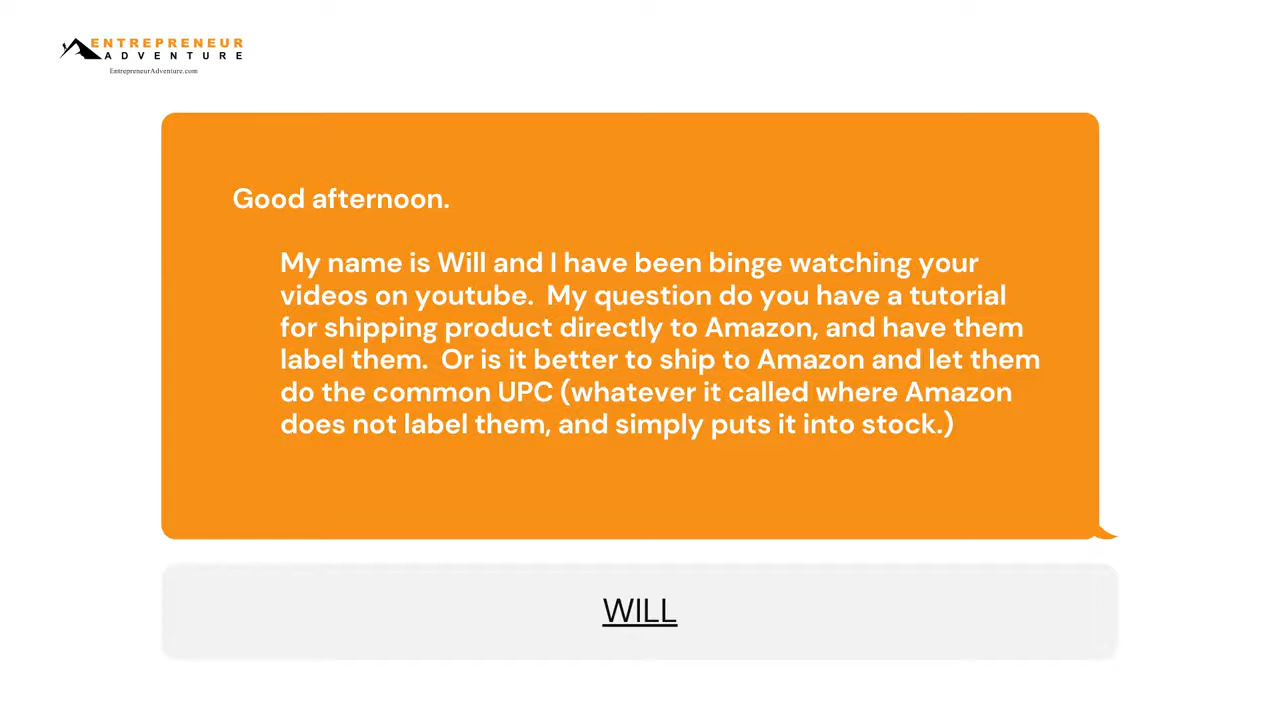 ENTREPRENEUR
ADVENTURE
EntrepreneurAdventure.com
Good afternoon.
My name is Will and I have been binge watching your
videos on youtube.  My question do you have a tutorial
for shipping product directly to Amazon, and have them
label them.  Or is it better to ship to Amazon and let them
do the common UPC (whatever it called where Amazon
does not label them, and simply puts it into stock.)
WILL